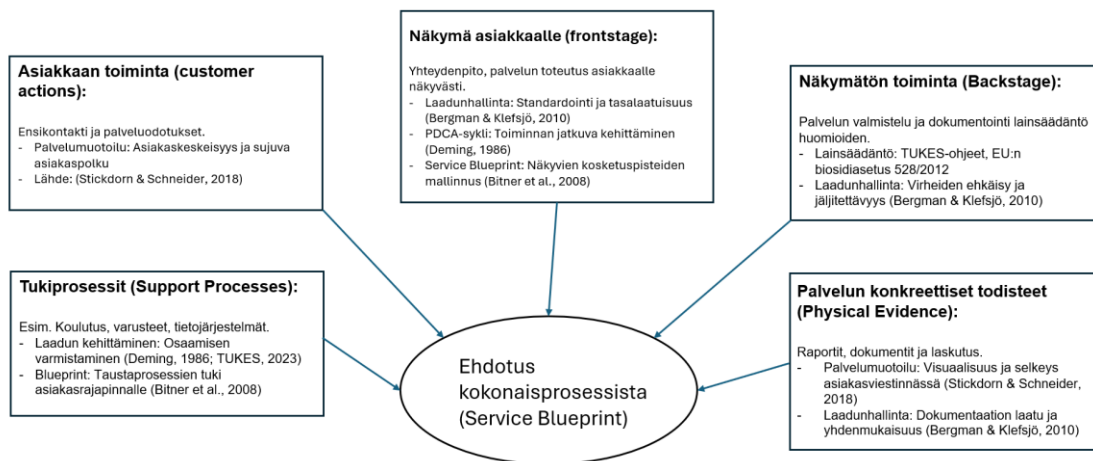 Asiakkaan toiminta (customer
actions):
Ensikontakti ja palveluodotukset.
- Palvelumuotoilu: Asiakaskeskeisyys ja sujuva
asiakaspolku
- Lähde: (Stickdorn & Schneider, 2018)
Näkymä asiakkaalle (frontstage):
Yhteydenpito, palvelun toteutus asiakkaalle
näkyvästi.
- Laadunhallinta: Standardointi ja tasalaatuisuus
(Bergman & Klefsjö, 2010)
- PDCA-sykli: Toiminnan jatkuva kehittäminen
(Deming, 1986)
- Service Blueprint: Näkyvien kosketuspisteiden
mallinnus (Bitner et al., 2008)
Näkymätön toiminta (Backstage):
Palvelun valmistelu ja dokumentointi lainsäädäntö
huomioiden.
- Lainsäädäntö: TUKES-ohjeet, EU:n
biosidiasetus 528/2012
- Laadunhallinta: Virheiden ehkäisy ja
jäljitettävyys (Bergman & Klefsjö, 2010)
Tukiprosessit (Support Processes):
Esim. Koulutus, varusteet, tietojärjestelmät.
- Laadun kehittäminen: Osaamisen
varmistaminen (Deming, 1986; TUKES, 2023)
- Blueprint: Taustaprosessien tuki
asiakasrajapinnalle (Bitner et al., 2008)
Palvelun konkreettiset todisteet
(Physical Evidence):
Raportit, dokumentit ja laskutus.
- Palvelumuotoilu: Visuaalisuus ja selkeys
asiakasviestinnässä (Stickdorn & Schneider,
2018)
- Laadunhallinta: Dokumentaation laatu ja
yhdenmukaisuus (Bergman & Klefsjö, 2010)
Ehdotus
kokonaisprosessista
(Service Blueprint)